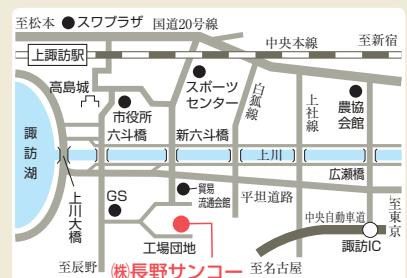 至松本
スワプラザ
国道20号線
中央本線
至新宿
上諏訪駅
高島城
市役所
スポーツ
センター
白狐線
上社線
農協
会館
六斗橋
新六斗橋
諏訪湖
上川
広瀬橋
上川大橋
GS
貿易
流通会館
平坦道路
中央自動車道
至東京
諏訪IC
工場団地
至辰野
㈱長野サンコー
至名古屋